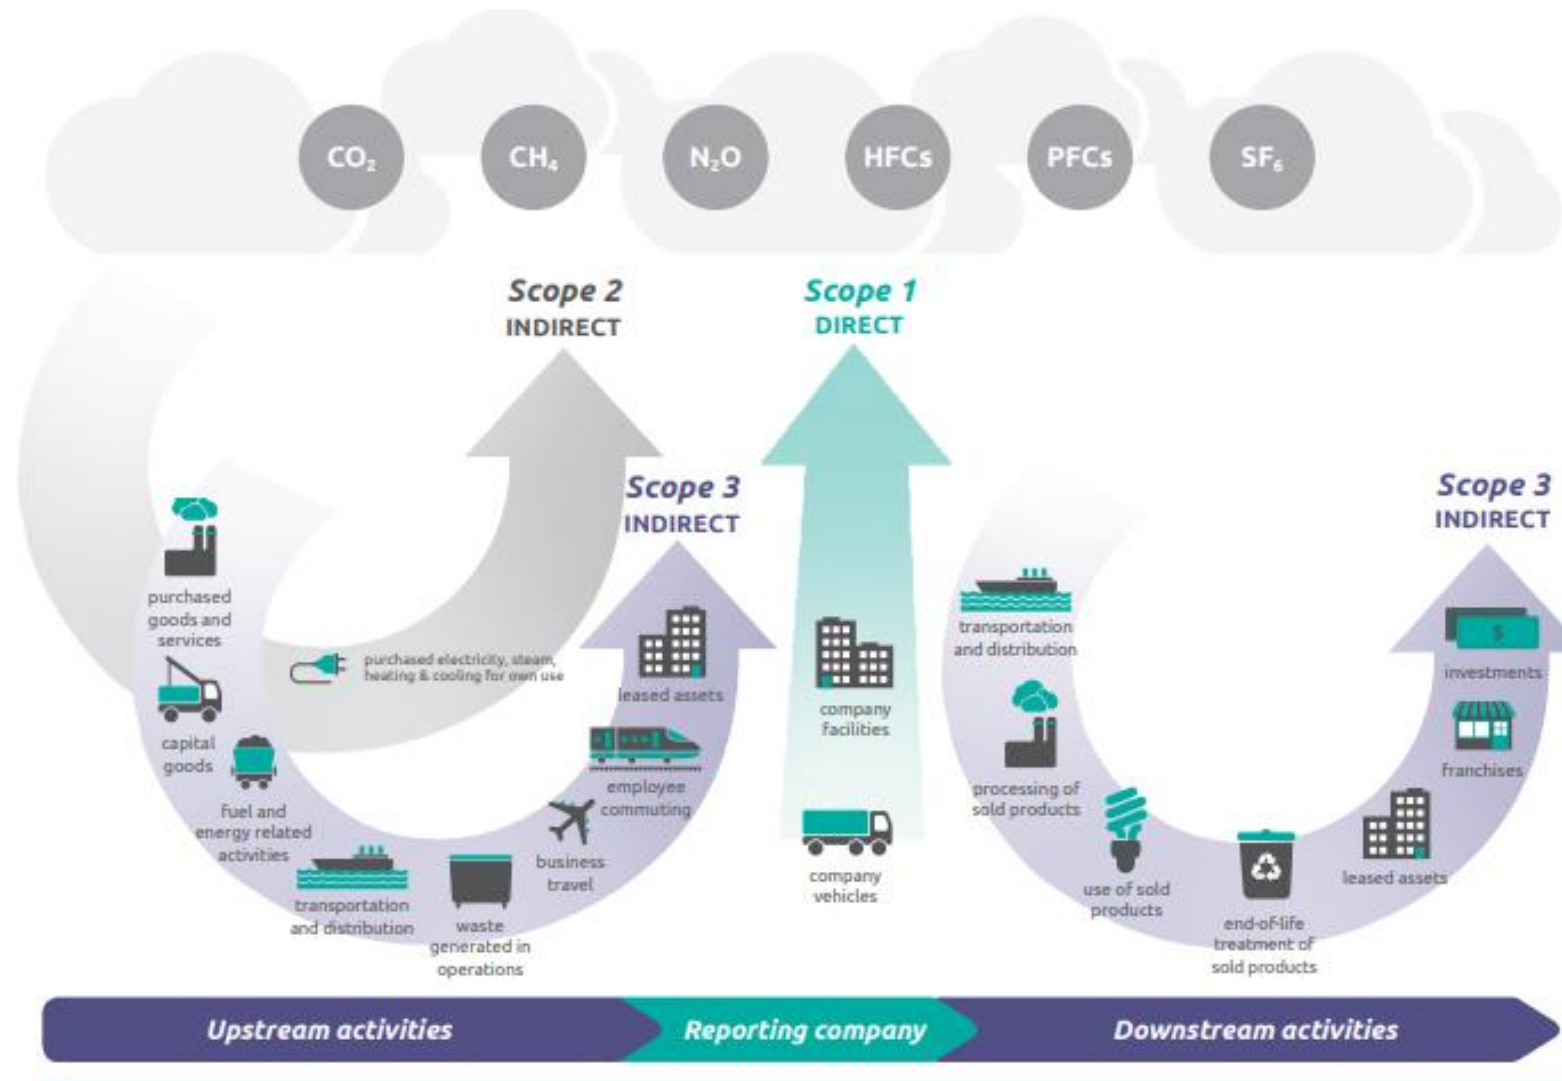 CO₂
CH₄
N₂O
HFCs
PFCs
SF₆
Scope 2
INDIRECT
Scope 1
DIRECT
Scope 3
INDIRECT
Scope 3
INDIRECT
purchased
goods and
services
capital
goods
fuel and
energy related
activities
transportation
and distribution
waste
generated in
operations
business
travel
employee
commuting
leased assets
purchased electricity, steam,
heating & cooling for own use
company
facilities
company
vehicles
transportation
and distribution
processing of
sold products
use of sold
products
end-of-life
treatment of
sold products
leased assets
franchises
$
investments
Upstream activities
Reporting company
Downstream activities